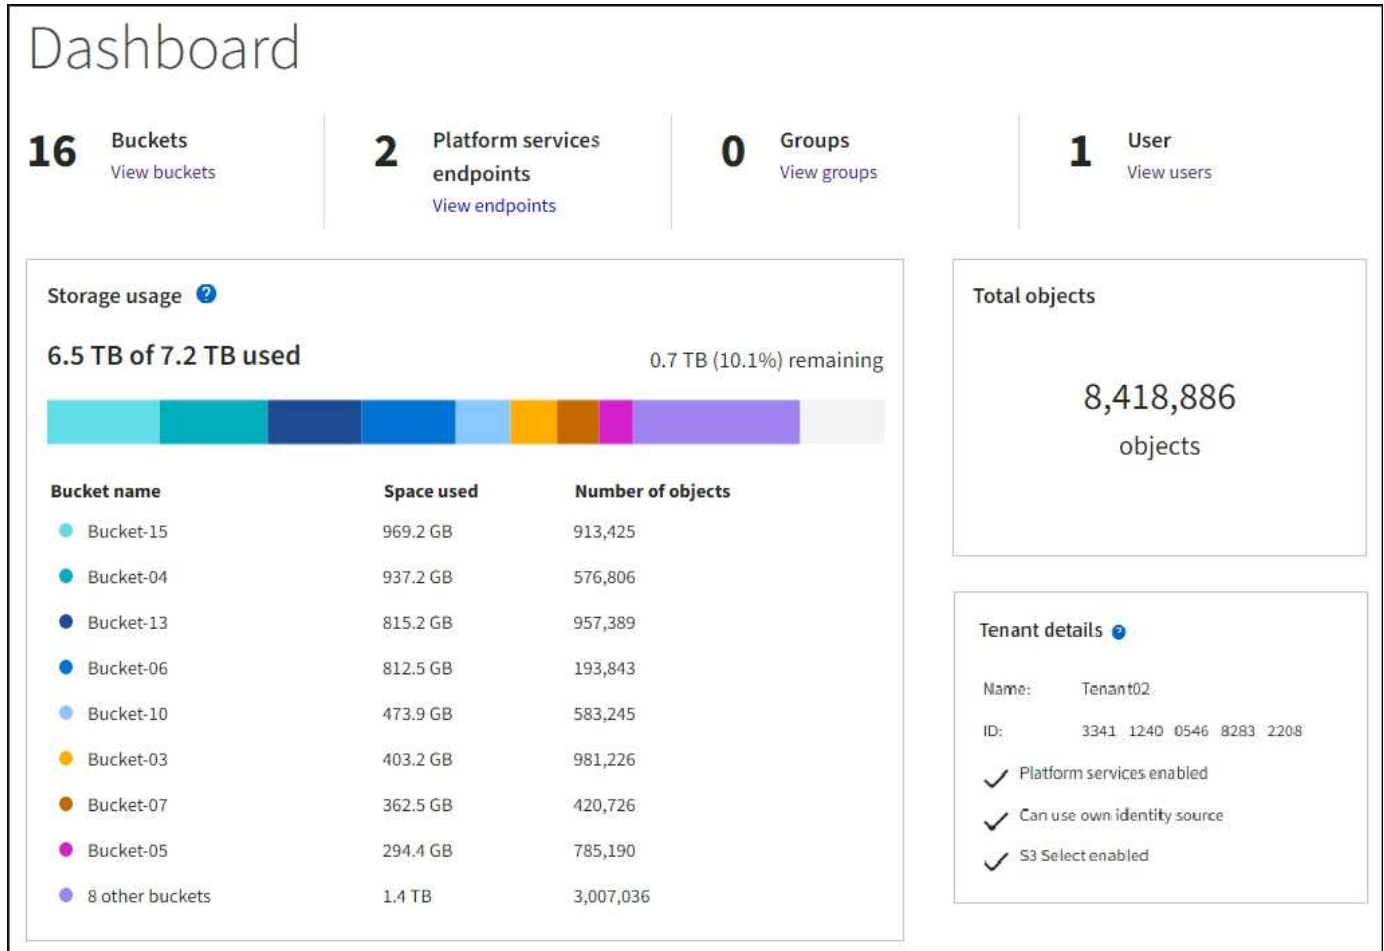 Dashboard
16 Buckets
View buckets
2 Platform services
endpoints
View endpoints
0 Groups
View groups
1 User
View users
Storage usage ?
6.5 TB of 7.2 TB used
0.7 TB (10.1%) remaining
Bucket name Space used Number of objects
Bucket-15 969.2 GB 913,425
Bucket-04 937.2 GB 576,806
Bucket-13 815.2 GB 957,389
Bucket-06 812.5 GB 193,843
Bucket-10 473.9 GB 583,245
Bucket-03 403.2 GB 981,226
Bucket-07 362.5 GB 420,726
Bucket-05 294.4 GB 785,190
8 other buckets 1.4 TB 3,007,036
Total objects
8,418,886
objects
Tenant details ?
Name: Tenant02
ID: 3341 1240 0546 8283 2208
Platform services enabled
Can use own identity source
S3 Select enabled